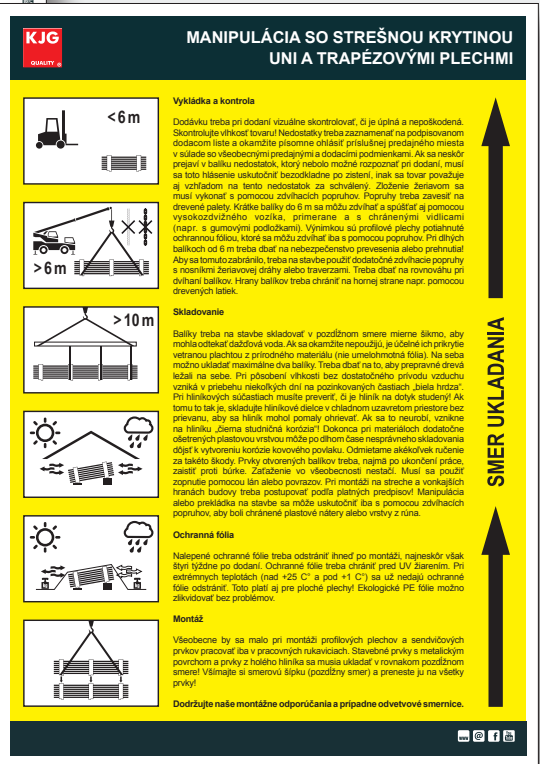 KJG
QUALITY ®
MANIPULÁCIA SO STREŠNOU KRYTINOU
UNI A TRAPÉZOVÝMI PLECHMI
< 6 m
> 6 m
> 10 m
Vykládka a kontrola
Dodávku treba pri dodaní vizuálne skontrolovať, či je úplná a nepoškodená.
Skontrolujte vlhkosť tovaru! Nedostatky treba zaznamenať na podpisovanom
dodacom liste a okamžite písomne ohlásiť príslušnej predajného miesta
v súlade so všeobecnými predajnými a dodacími podmienkami. Ak sa neskôr
prejaví v balíku nedostatok, ktorý nebolo možné rozpoznať pri dodaní, musí
sa toto hlásenie uskutočniť bezodkladne po zistení, inak sa tovar považuje
aj vzhľadom na tento nedostatok za schválený. Zloženie žeriavom sa
musí vykonať s pomocou zdvíhacích popruhov. Popruhy treba zavesiť na
drevené palety. Krátke balíky do 6 m sa môžu zdvíhať a spúšťať aj pomocou
vysokozdvižného vozíka, primerane a s chránenými vidlicami
(napr. s gumovými podložkami). Výnimkou sú profilové plechy potiahnuté
ochrannou fóliou, ktoré sa môžu zdvíhať iba s pomocou popruhov. Pri dlhých
balíkoch od 6 m treba dbať na nebezpečenstvo prevesenia alebo prehnutia!
Aby sa tomuto zabránilo, treba na stavbe použiť dodatočné zdvíhacie popruhy
s nosníkmi žeriavovej dráhy alebo traverzami. Treba dbať na rovnováhu pri
dvíhaní balíkov. Hrany balíkov treba chrániť na hornej strane napr. pomocou
drevených latiek.
Skladovanie
Balíky treba na stavbe skladovať v pozdĺžnom smere mierne šikmo, aby
mohla odtekať dažďová voda. Ak sa okamžite nepoužijú, je účelné ich prikrytie
vetranou plachtou z prírodného materiálu (nie umelohmotná fólia). Na seba
možno ukladať maximálne dva balíky. Treba dbať na to, aby prepravné drevá
ležali na sebe. Pri pôsobení vlhkosti bez dostatočného prívodu vzduchu
vzniká v priebehu niekoľkých dní na pozinkovaných častiach „biela hrdza“.
Pri hliníkových súčastiach musíte preveriť, či je hliník na dotyk studený! Ak
tomu to tak je, skladujte hliníkové dielce v chladnom uzavretom priestore bez
prievanu, aby sa hliník mohol pomaly ohrievať. Ak sa to neurobí, vznikne
na hliníku „čierna studničná korózia“! Dokonca pri materiáloch dodatočne
ošetrených plastovou vrstvou môže po dlhom čase nesprávneho skladovania
dôjsť k vytvoreniu korózie kovového povlaku. Odmietame akékoľvek ručenie
za takéto škody. Prvky otvorených balíkov treba, najmä po ukončení práce,
zaistiť proti búrke. Zaťaženie vo všeobecnosti nestačí. Musí sa použiť
zopnutie pomocou lán alebo povrazov. Pri montáži na streche a vonkajších
hranách budovy treba postupovať podľa platných predpisov! Manipulácia
alebo prekládka na stavbe sa môže uskutočniť iba s pomocou zdvíhacích
popruhov, aby boli chránené plastové nátery alebo vrstvy z rúna.
Ochranná fólia
Nalepené ochranné fólie treba odstrániť ihneď po montáži, najneskôr však
štyri týždne po dodaní. Ochranné fólie treba chrániť pred UV žiarením. Pri
extrémnych teplotách (nad +25 C° a pod +1 C°) sa už nedajú ochranné
fólie odstrániť. Toto platí aj pre ploché plechy! Ekologické PE fólie možno
zlikvidovať bez problémov.
Montáž
Všeobecne by sa malo pri montáži profilových plechov a sendvičových
prvkov pracovať iba v pracovných rukaviciach. Stavebné prvky s metalickým
povrchom a prvky z holého hliníka sa musia ukladať v rovnakom pozdĺžnom
smere! Všímajte si smerovú šípku (pozdĺžny smer) a preneste ju na všetky
prvky!
Dodržujte naše montážne odporúčania a prípadne odvetvové smernice.
SMER UKLADANIA